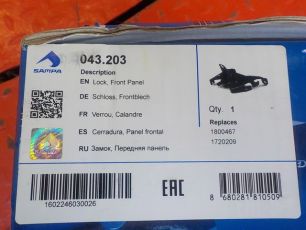 043.203
SAMPA
Description
EN Lock, Front Panel
DE Schloss, Frontblech
FR Verrou, Calandre
ES Cerradura, Panel frontal
RU Замок, Передняя панель
Qty. 1
Replaces
1800467
1720209
1602246030026
EAC
8 680281 810509